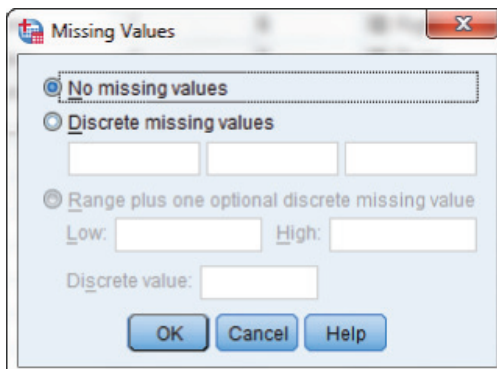 Missing Values
No missing values
Discrete missing values
Range plus one optional discrete missing value
Low: High:
Discrete value:
OK Cancel Help